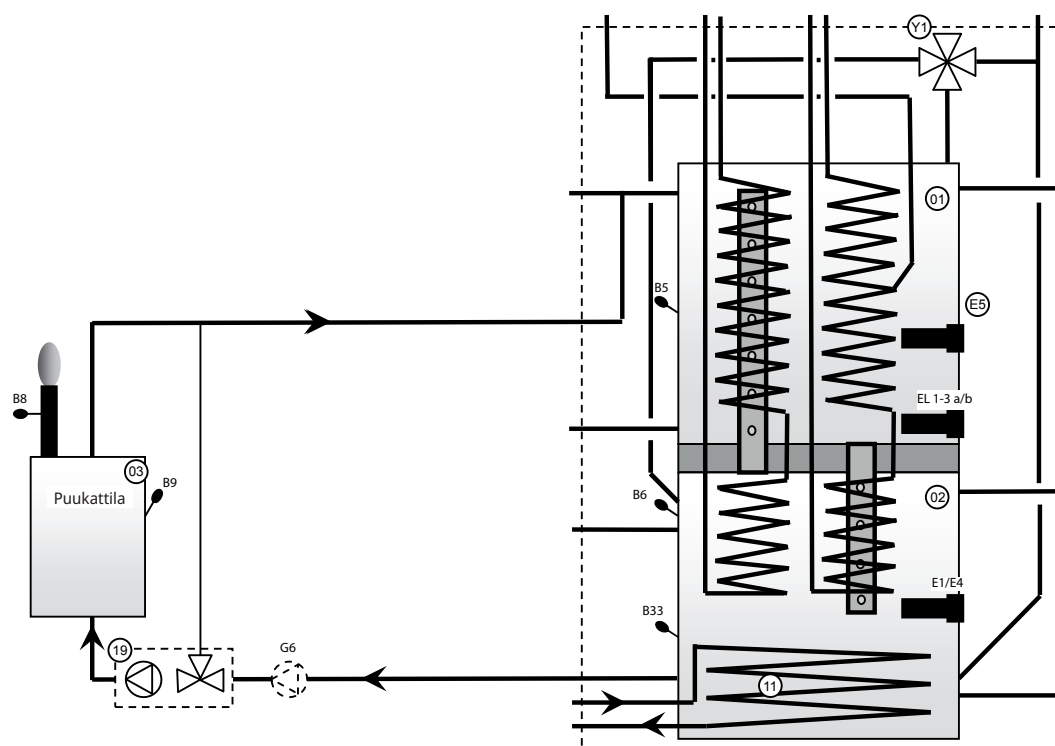 Y1
01
B5
E5
B8
EL 1-3 a/b
03
B9
Puukattila
B6
02
E1/E4
B33
19
G6
11